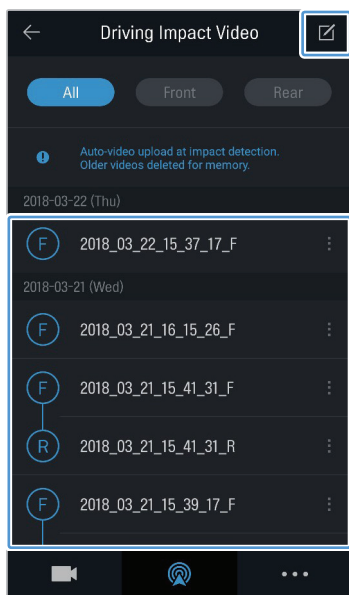 Driving Impact Video
All
Front
Rear
Auto-video upload at impact detection.
Older videos deleted for memory.
2018-03-22 (Thu)
F
2018_03_22_15_37_17_F
2018-03-21 (Wed)
F
2018_03_21_16_15_26_F
F
2018_03_21_15_41_31_F
R
2018_03_21_15_41_31_R
F
2018_03_21_15_39_17_F